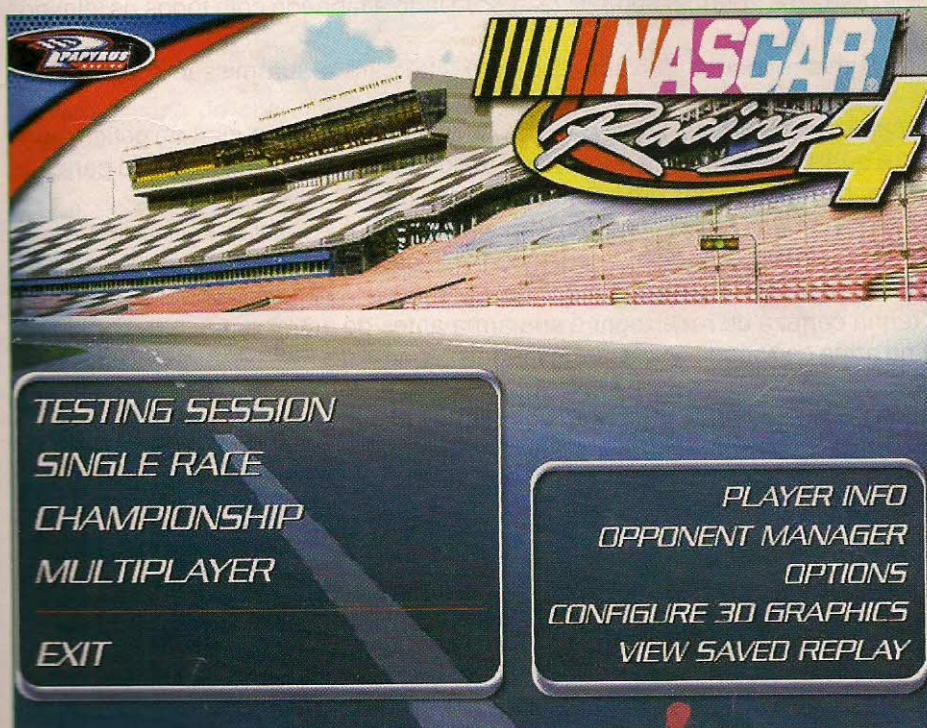 PAPYRUS
RACING
NASCAR
Racing 4
TESTING SESSION
SINGLE RACE
CHAMPIONSHIP
MULTIPLAYER
EXIT
PLAYER INFO
OPPONENT MANAGER
OPTIONS
CONFIGURE 3D GRAPHICS
VIEW SAVED REPLAY